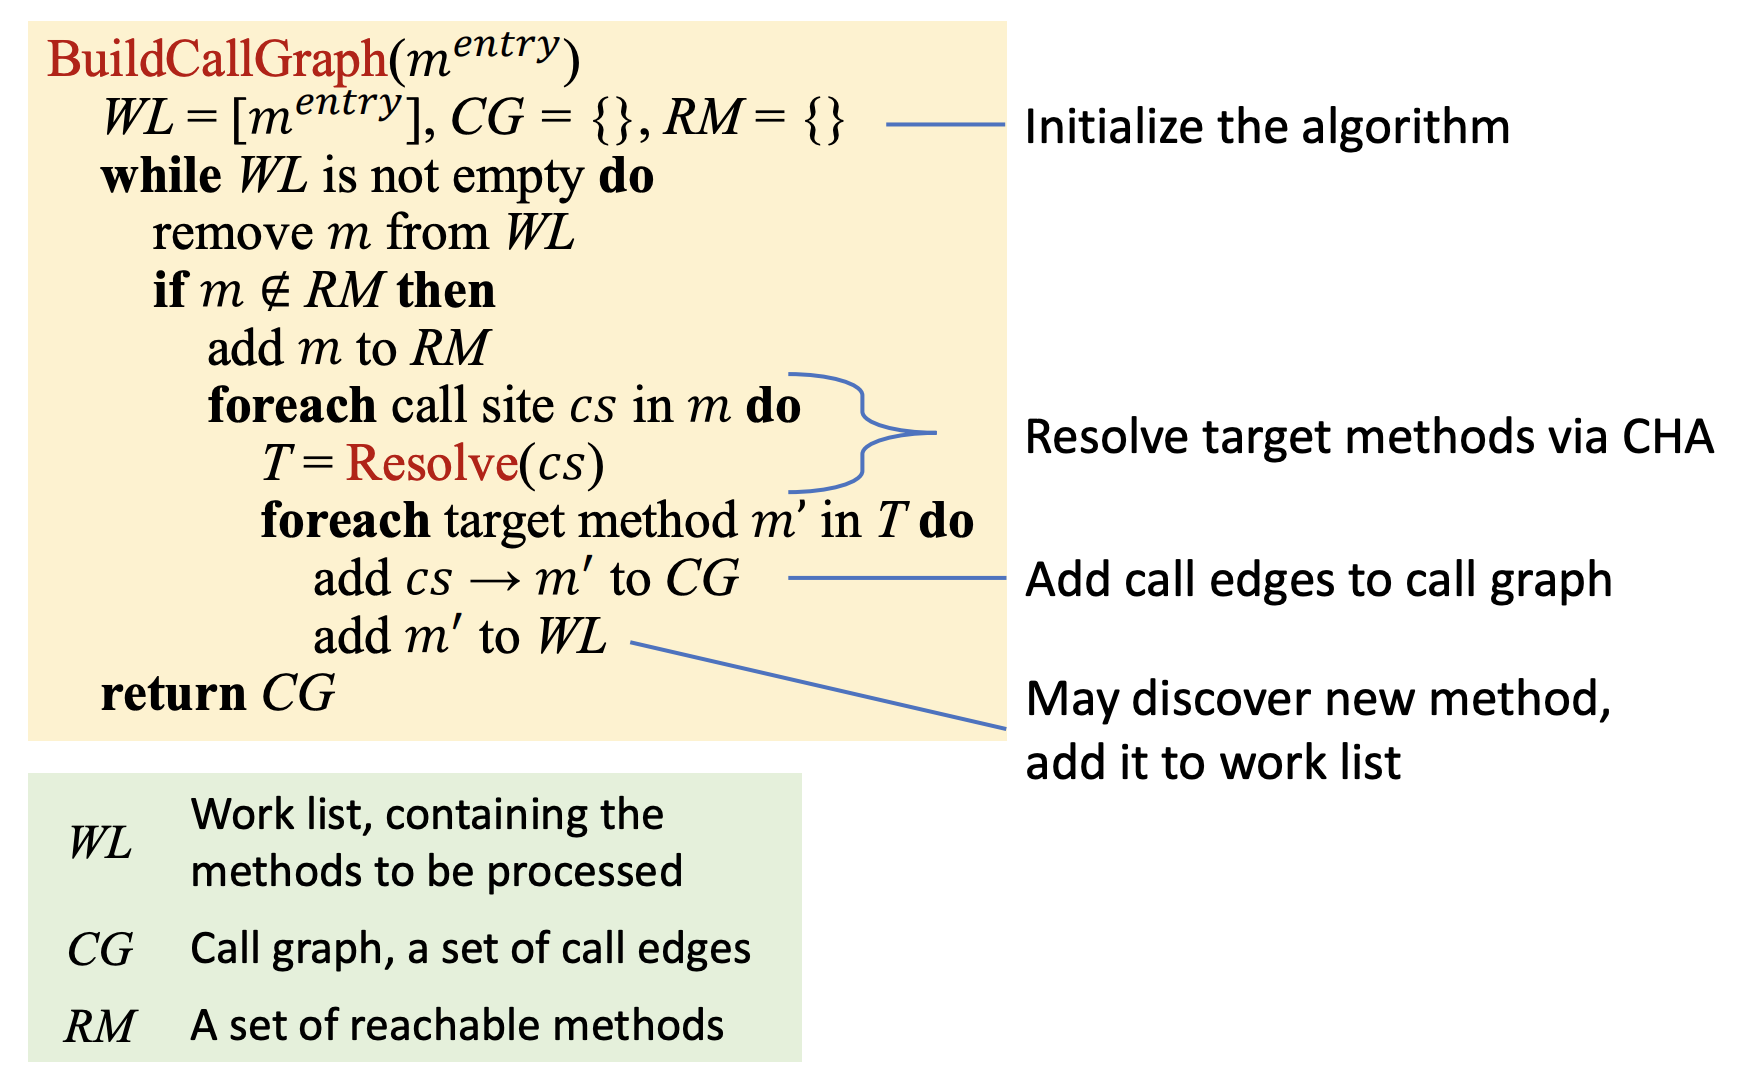 BuildCallGraph(m^entry)
WL = [m^entry], CG = {}, RM = {}
Initialize the algorithm
while WL is not empty do
remove m from WL
if m ∉ RM then
add m to RM
foreach call site cs in m do
T = Resolve(cs)
Resolve target methods via CHA
foreach target method m’ in T do
add cs → m′ to CG
Add call edges to call graph
add m′ to WL
May discover new method,
add it to work list
return CG
WL Work list, containing the
methods to be processed
CG Call graph, a set of call edges
RM A set of reachable methods